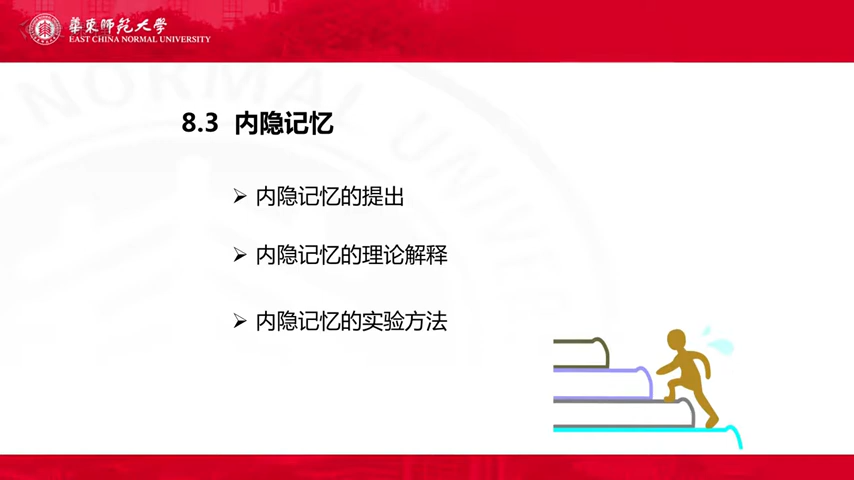 華東師範大學
EAST CHINA NORMAL UNIVERSITY
NORMAL UNIVE
8.3 内隐记忆
内隐记忆的提出
内隐记忆的理论解释
内隐记忆的实验方法